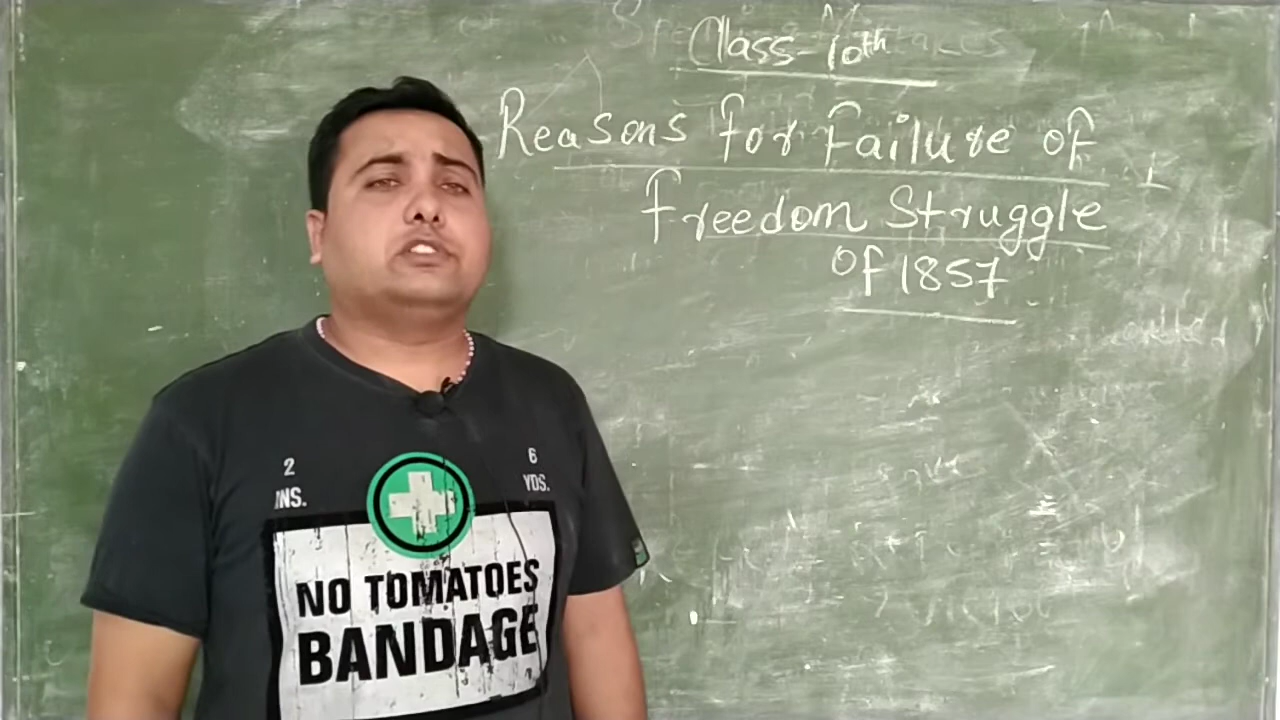 Class-10th
Reasons for Failure of
Freedom Struggle
of 1857
2 6
INS. YDS.
NO TOMATOES
BANDAGE